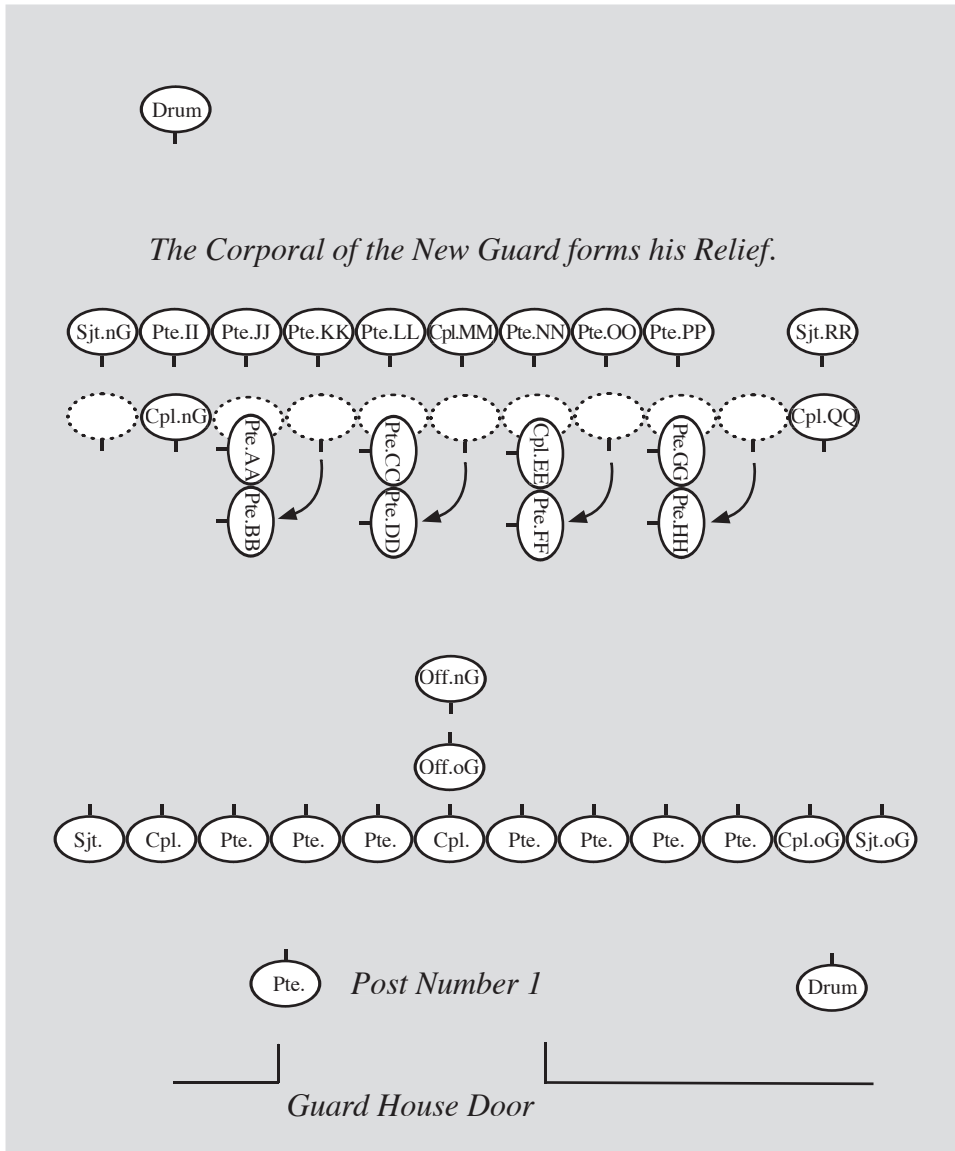 Drum
The Corporal of the New Guard forms his Relief.
Sjt.nG Pte.II Pte.JJ Pte.KK Pte.LL Cpl.MM Pte.NN Pte.OO Pte.PP Sjt.RR
Cpl.nG Cpl.QQ
Pte.AA Pte.CC Cpl.EE Pte.GG
Pte.BB Pte.DD Pte.FF Pte.HH
Off.nG
Off.oG
Sjt. Cpl. Pte. Pte. Pte. Cpl. Pte. Pte. Pte. Pte. Cpl.oG Sjt.oG
Pte. Post Number 1 Drum
Guard House Door